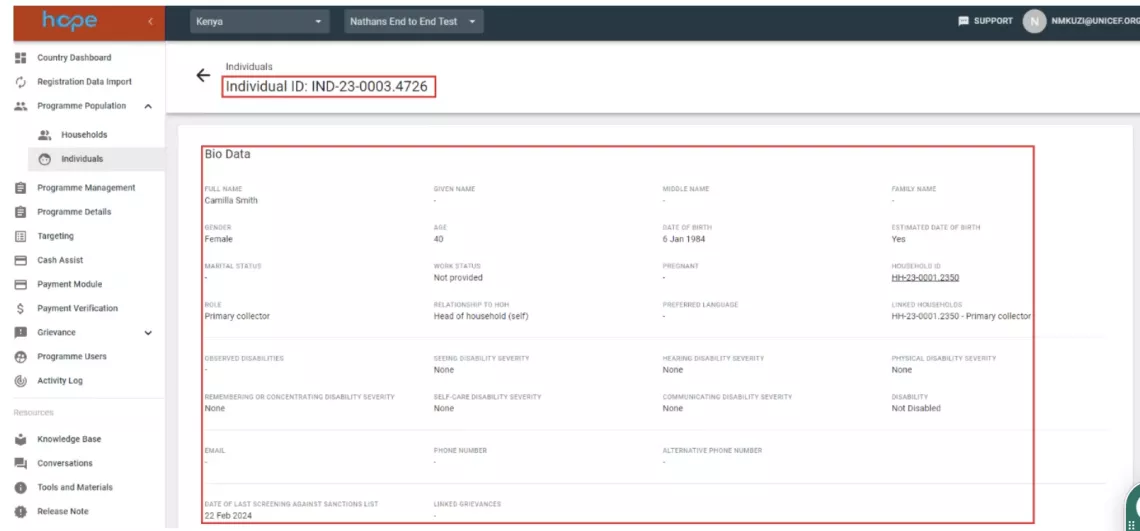 hope
Kenya
Nathans End to End Test
SUPPORT
N
NMKUZI@UNICEF.ORG
Country Dashboard
Registration Data Import
Programme Population
Households
Individuals
Programme Management
Programme Details
Targeting
Cash Assist
Payment Module
Payment Verification
Grievance
Programme Users
Activity Log
Resources
Knowledge Base
Conversations
Tools and Materials
Release Note
Individuals
Individual ID: IND-23-0003.4726
Bio Data
FULL NAME GIVEN NAME MIDDLE NAME FAMILY NAME
Camilla Smith - - -
GENDER AGE DATE OF BIRTH ESTIMATED DATE OF BIRTH
Female 40 6 Jan 1984 Yes
MARITAL STATUS WORK STATUS PREGNANT HOUSEHOLD ID
- Not provided - HH-23-0001.2350
ROLE RELATIONSHIP TO HOH PREFERRED LANGUAGE LINKED HOUSEHOLDS
Primary collector Head of household (self) - HH-23-0001.2350 - Primary collector
OBSERVED DISABILITIES SEEING DISABILITY SEVERITY HEARING DISABILITY SEVERITY PHYSICAL DISABILITY SEVERITY
- None None None
REMEMBERING OR CONCENTRATING DISABILITY SEVERITY SELF-CARE DISABILITY SEVERITY COMMUNICATING DISABILITY SEVERITY DISABILITY
None None None Not Disabled
EMAIL PHONE NUMBER ALTERNATIVE PHONE NUMBER
- - -
DATE OF LAST SCREENING AGAINST SANCTIONS LIST LINKED GRIEVANCES
22 Feb 2024 -